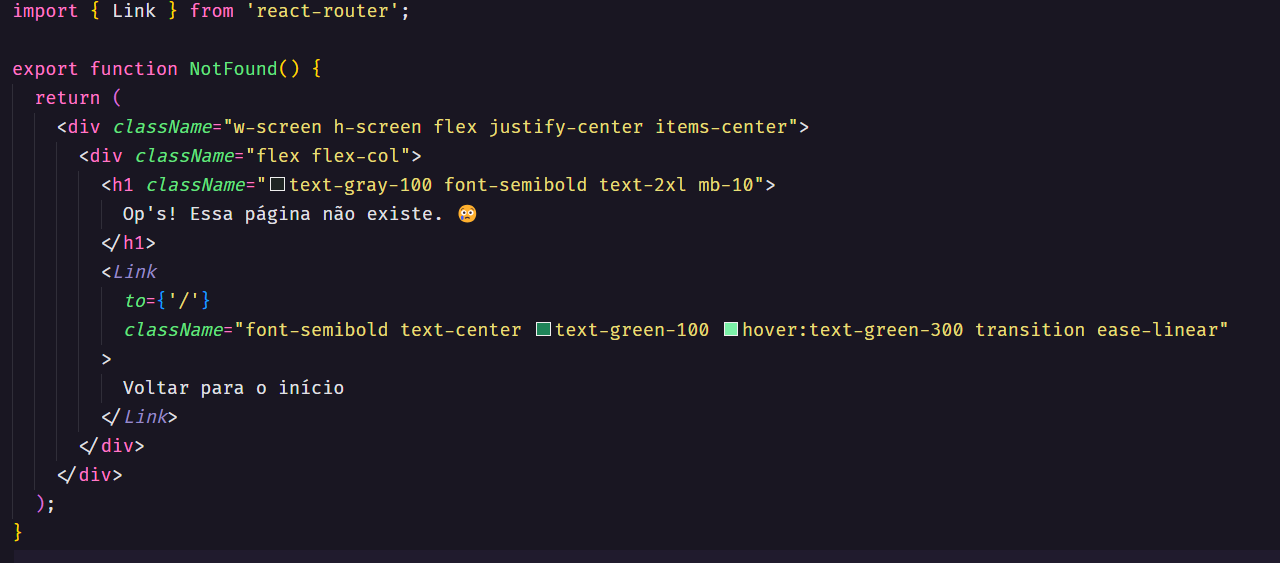 import { Link } from 'react-router';

export function NotFound() {
  return (
    <div className="w-screen h-screen flex justify-center items-center">
      <div className="flex flex-col">
        <h1 className="text-gray-100 font-semibold text-2xl mb-10">
          Op's! Essa página não existe. 😢
        </h1>
        <Link
          to={'/'}
          className="font-semibold text-center text-green-100 hover:text-green-300 transition ease-linear"
        >
          Voltar para o início
        </Link>
      </div>
    </div>
  );
}